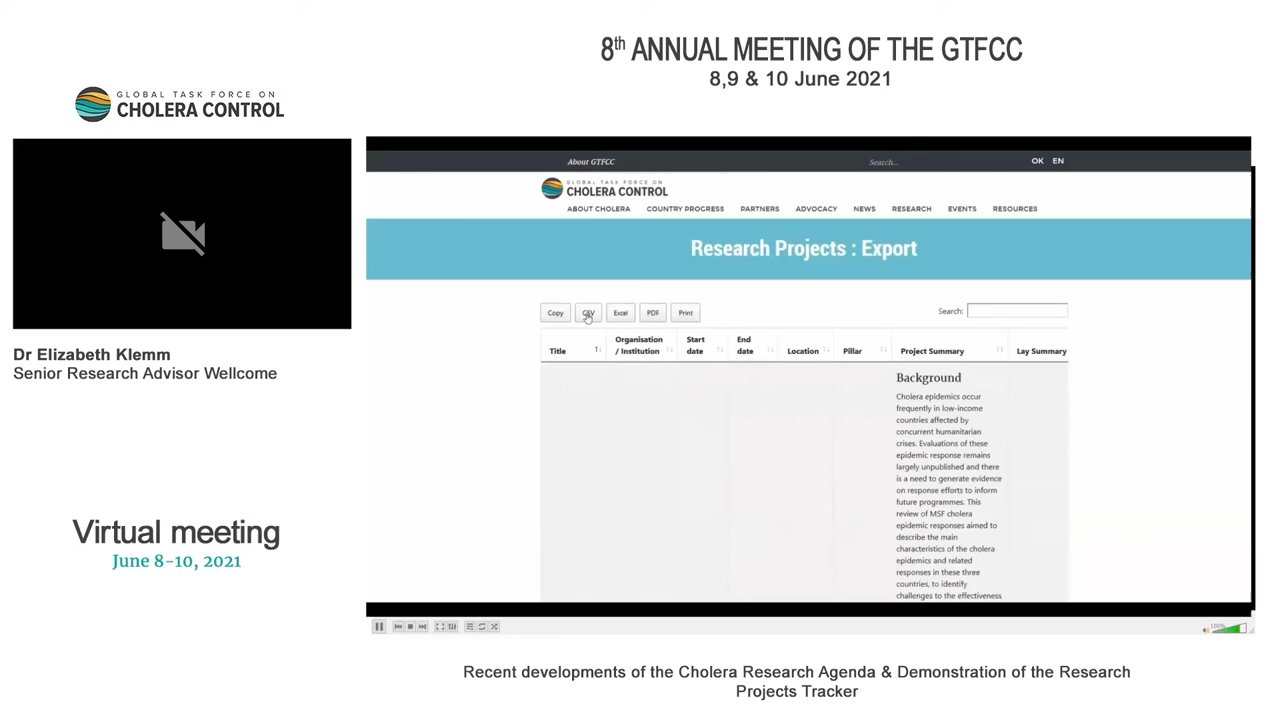 8th ANNUAL MEETING OF THE GTFCC
8,9 & 10 June 2021
GLOBAL TASK FORCE ON
CHOLERA CONTROL
Dr Elizabeth Klemm
Senior Research Advisor Wellcome
Virtual meeting
June 8-10, 2021
About GTFCC Search... OK EN
GLOBAL TASK FORCE ON
CHOLERA CONTROL
ABOUT CHOLERA COUNTRY PROGRESS PARTNERS ADVOCACY NEWS RESEARCH EVENTS RESOURCES
Research Projects : Export
Copy CSV Excel PDF Print Search:
Title Organisation / Institution Start date End date Location Pillar Project Summary Lay Summary
Background
Cholera epidemics occur
frequently in low-income
countries affected by
concurrent humanitarian
crises. Evaluations of these
epidemic response remains
largely unpublished and there
is a need to generate evidence
on response efforts to inform
future programmes. This
review of MSF cholera
epidemic responses aimed to
describe the main
characteristics of the cholera
epidemics and related
responses in these three
countries, to identify
challenges to the effectiveness
100%
Recent developments of the Cholera Research Agenda & Demonstration of the Research
Projects Tracker